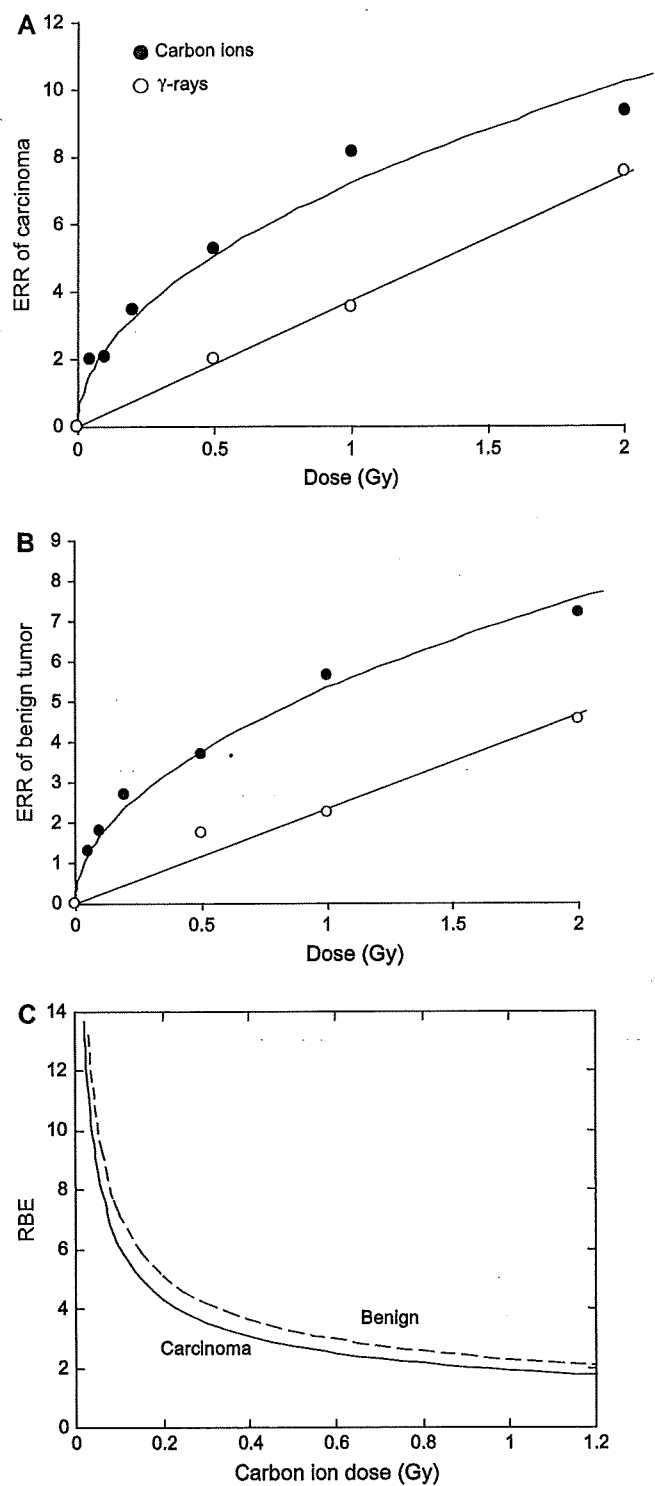 A
12
10
8
6
4
2
0
ERR of carcinoma
Carbon ions
γ-rays
0 0.5 1 1.5 2
Dose (Gy)
B
9
8
7
6
5
4
3
2
1
0
ERR of benign tumor
0 0.5 1 1.5 2
Dose (Gy)
C
14
12
10
8
6
4
2
0
RBE
Benign
Carcinoma
0 0.2 0.4 0.6 0.8 1 1.2
Carbon ion dose (Gy)